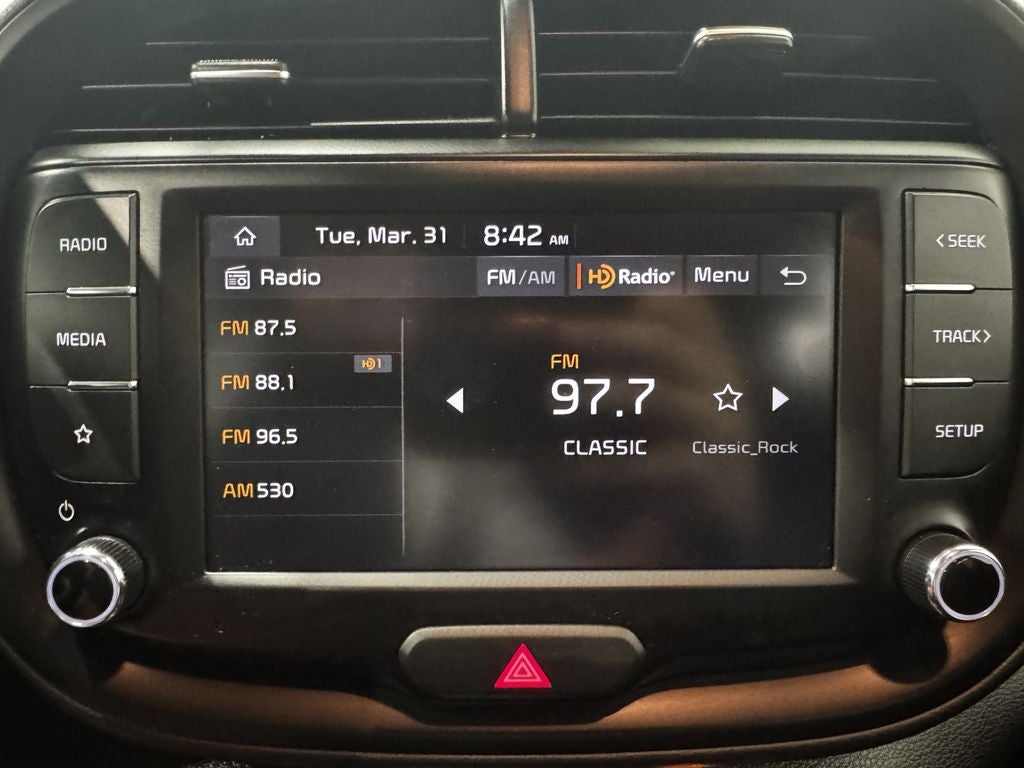 Tue, Mar. 31 8:42 AM
Radio FM/AM HD Radio® Menu
RADIO
MEDIA
FM 87.5
HD1
FM 88.1
FM 96.5
AM 530
FM
97.7
CLASSIC Classic_Rock
< SEEK
TRACK >
SETUP